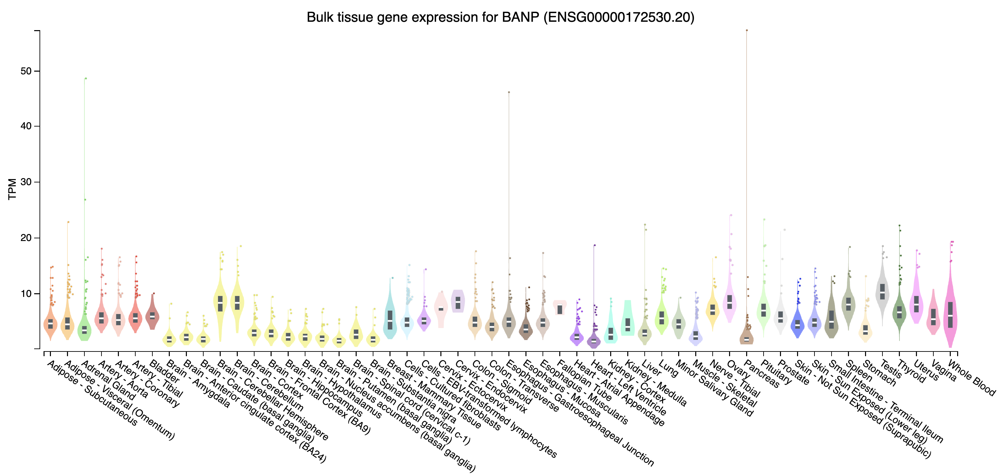 Bulk tissue gene expression for BANP (ENSG00000172530.20)
TPM
50
40
30
20
10
Adipose - Subcutaneous
Adipose - Visceral (Omentum)
Adrenal Gland
Artery - Aorta
Artery - Coronary
Artery - Tibial
Bladder
Brain - Amygdala
Brain - Anterior cingulate cortex (BA24)
Brain - Caudate (basal ganglia)
Brain - Cerebellar Hemisphere
Brain - Cerebellum
Brain - Cortex
Brain - Frontal Cortex (BA9)
Brain - Hippocampus
Brain - Hypothalamus
Brain - Nucleus accumbens (basal ganglia)
Brain - Putamen (basal ganglia)
Brain - Spinal cord (cervical c-1)
Brain - Substantia nigra
Breast - Mammary Tissue
Cells - Cultured fibroblasts
Cells - EBV-transformed lymphocytes
Cervix - Ectocervix
Cervix - Endocervix
Colon - Sigmoid
Colon - Transverse
Esophagus - Gastroesophageal Junction
Esophagus - Mucosa
Esophagus - Muscularis
Fallopian Tube
Heart - Atrial Appendage
Heart - Left Ventricle
Kidney - Cortex
Kidney - Medulla
Liver
Lung
Minor Salivary Gland
Muscle - Skeletal
Nerve - Tibial
Ovary
Pancreas
Pituitary
Prostate
Skin - Not Sun Exposed (Suprapubic)
Skin - Sun Exposed (Lower leg)
Small Intestine - Terminal Ileum
Spleen
Stomach
Testis
Thyroid
Uterus
Vagina
Whole Blood